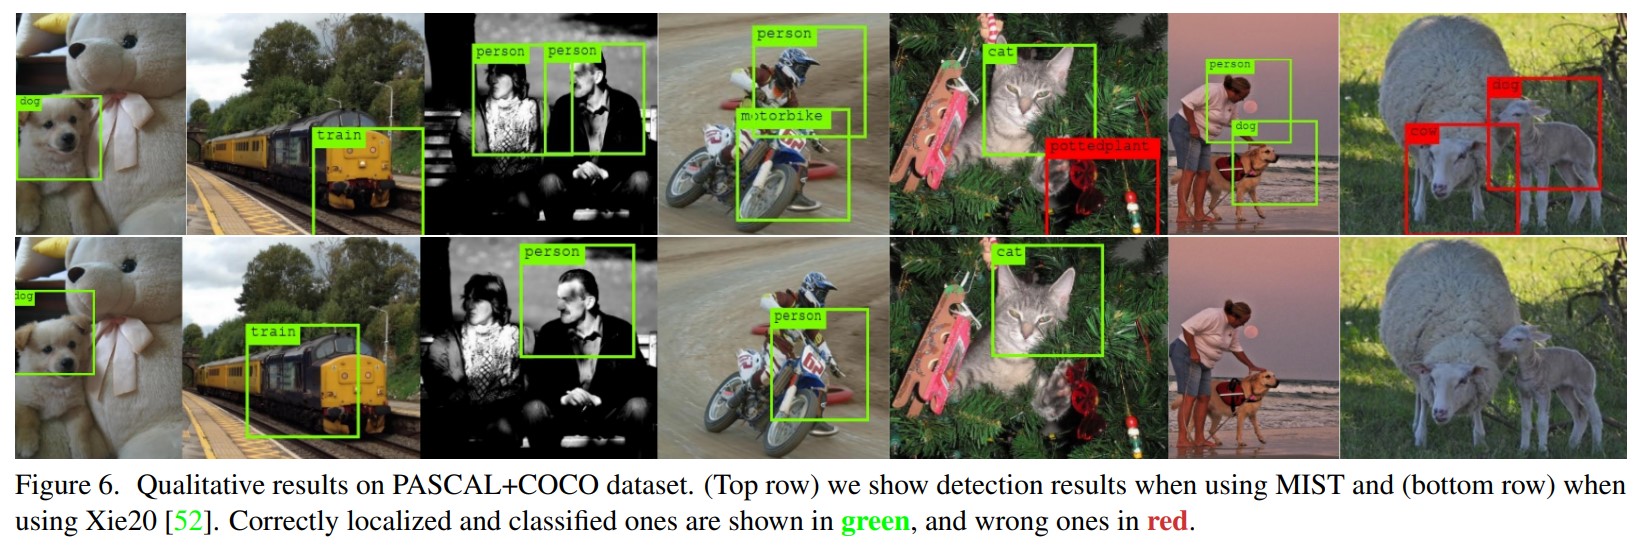 dog
train
person person
person
motorbike
cat
pottedplant
person
dog
dog
cow
dog
train
person
person
cat
Figure 6. Qualitative results on PASCAL+COCO dataset. (Top row) we show detection results when using MIST and (bottom row) when
using Xie20 [52]. Correctly localized and classified ones are shown in green, and wrong ones in red.